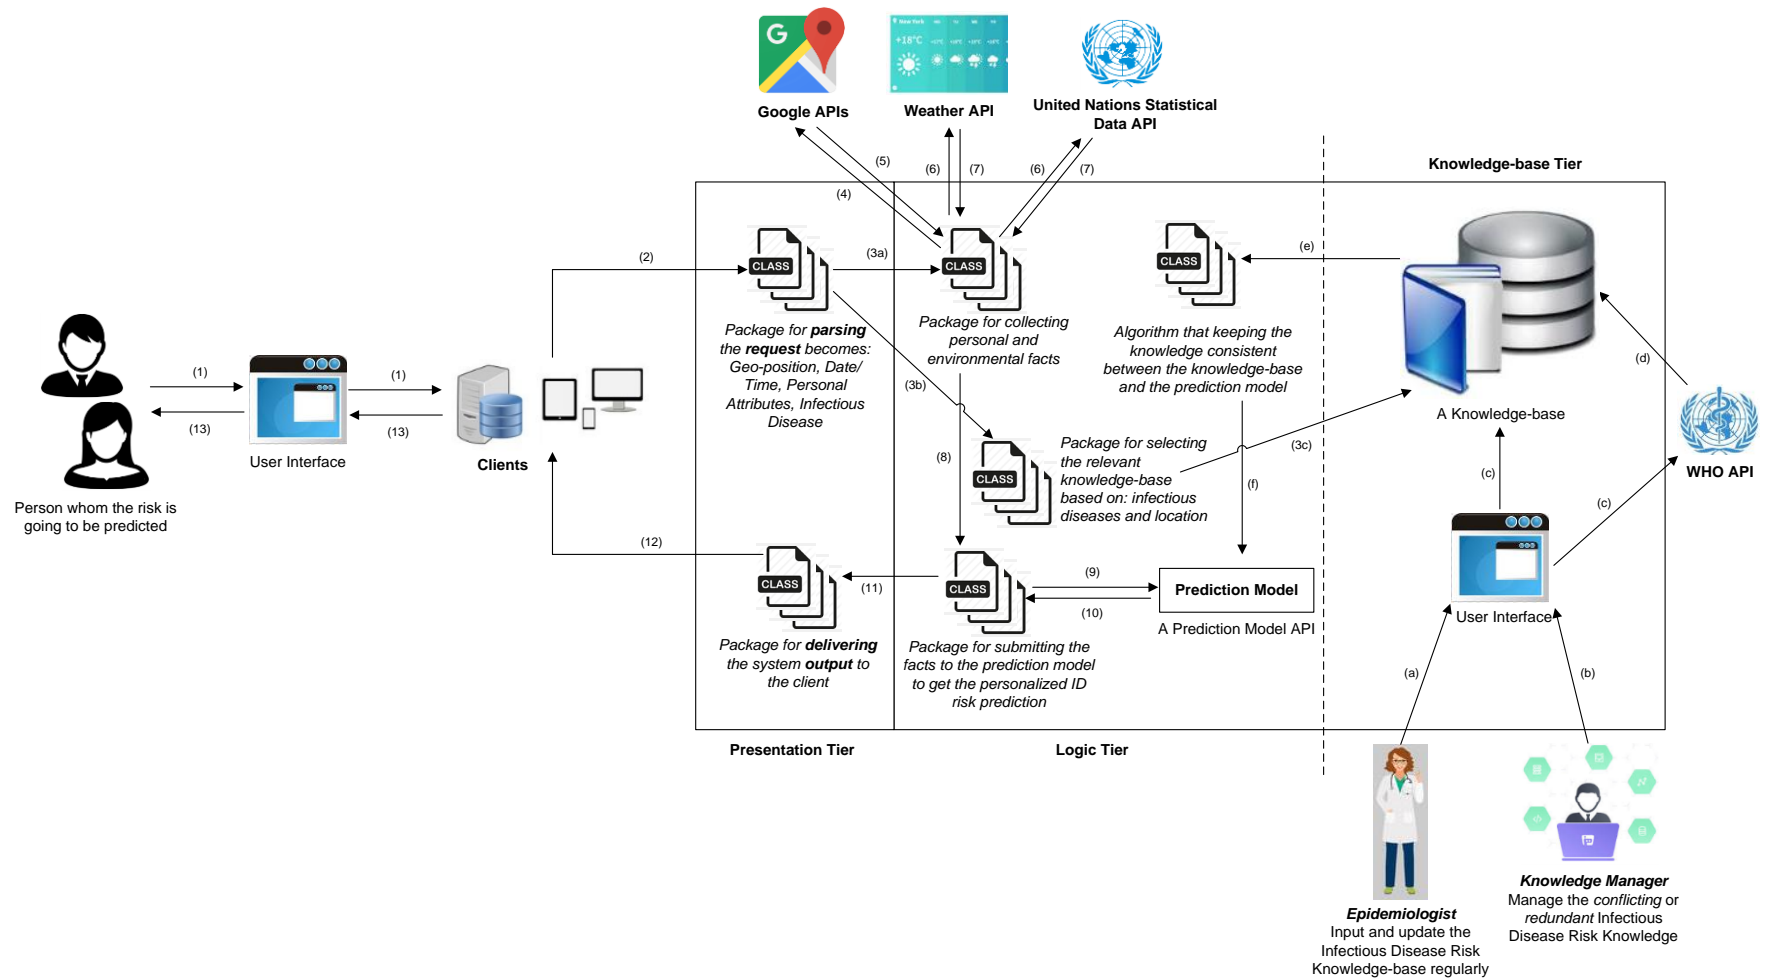 New York
+18°C
G
Google APIs
Weather API
United Nations Statistical
Data API
Knowledge-base Tier
(5)
(4)
(6)
(7)
(6)
(7)
(2)
(3a)
(e)
CLASS
CLASS
CLASS
Package for parsing
the request becomes:
Geo-position, Date/
Time, Personal
Attributes, Infectious
Disease
Package for collecting
personal and
environmental facts
Algorithm that keeping the
knowledge consistent
between the knowledge-base
and the prediction model
(d)
(1)
(1)
(3b)
(13)
(13)
User Interface
Clients
A Knowledge-base
(8)
CLASS
Package for selecting
the relevant
knowledge-base
based on: infectious
diseases and location
(3c)
(f)
(c)
(c)
WHO API
Person whom the risk is
going to be predicted
(12)
CLASS
(11)
CLASS
(9)
(10)
Prediction Model
A Prediction Model API
User Interface
Package for delivering
the system output to
the client
Package for submitting the
facts to the prediction model
to get the personalized ID
risk prediction
(a)
(b)
Presentation Tier
Logic Tier
Epidemiologist
Input and update the
Infectious Disease Risk
Knowledge-base regularly
Knowledge Manager
Manage the conflicting or
redundant Infectious
Disease Risk Knowledge